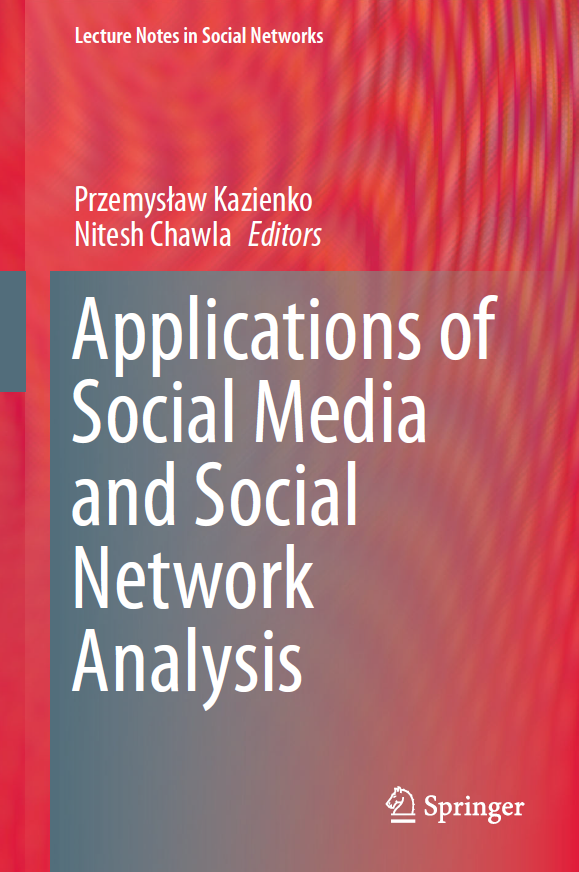 Lecture Notes in Social Networks
Przemysław Kazienko
Nitesh Chawla Editors
Applications of
Social Media
and Social
Network
Analysis
Springer